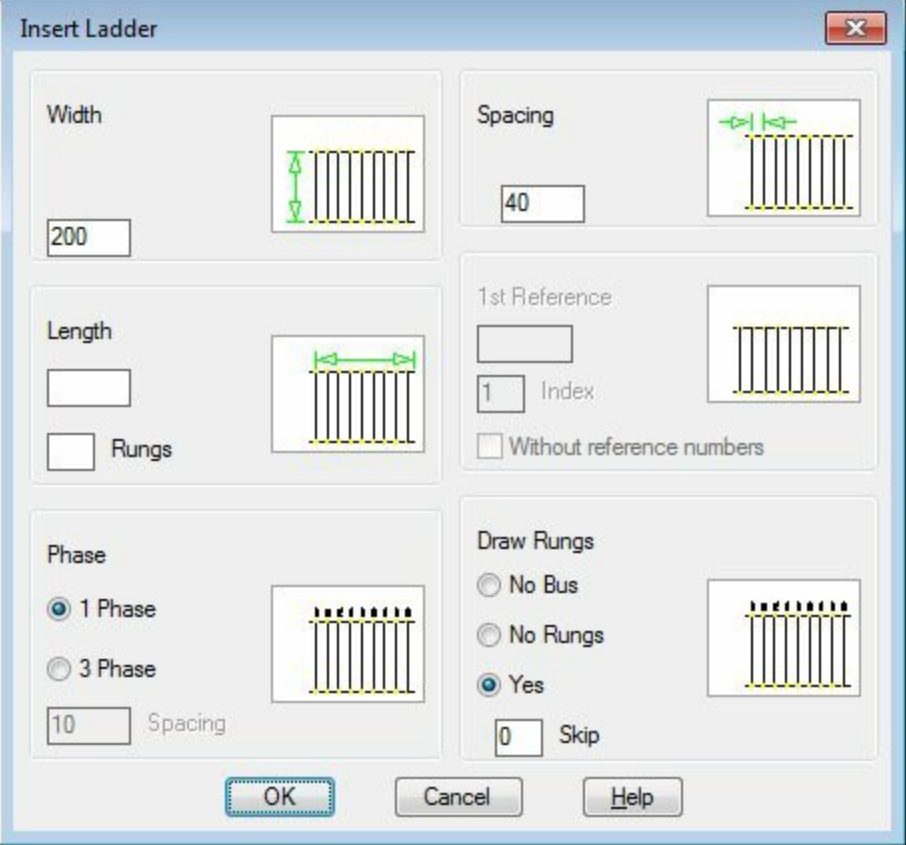 Insert Ladder
Width
200
Spacing
40
Length
Rungs
1st Reference
1 Index
Without reference numbers
Phase
1 Phase
3 Phase
10 Spacing
Draw Rungs
No Bus
No Rungs
Yes
0 Skip
OK
Cancel
Help